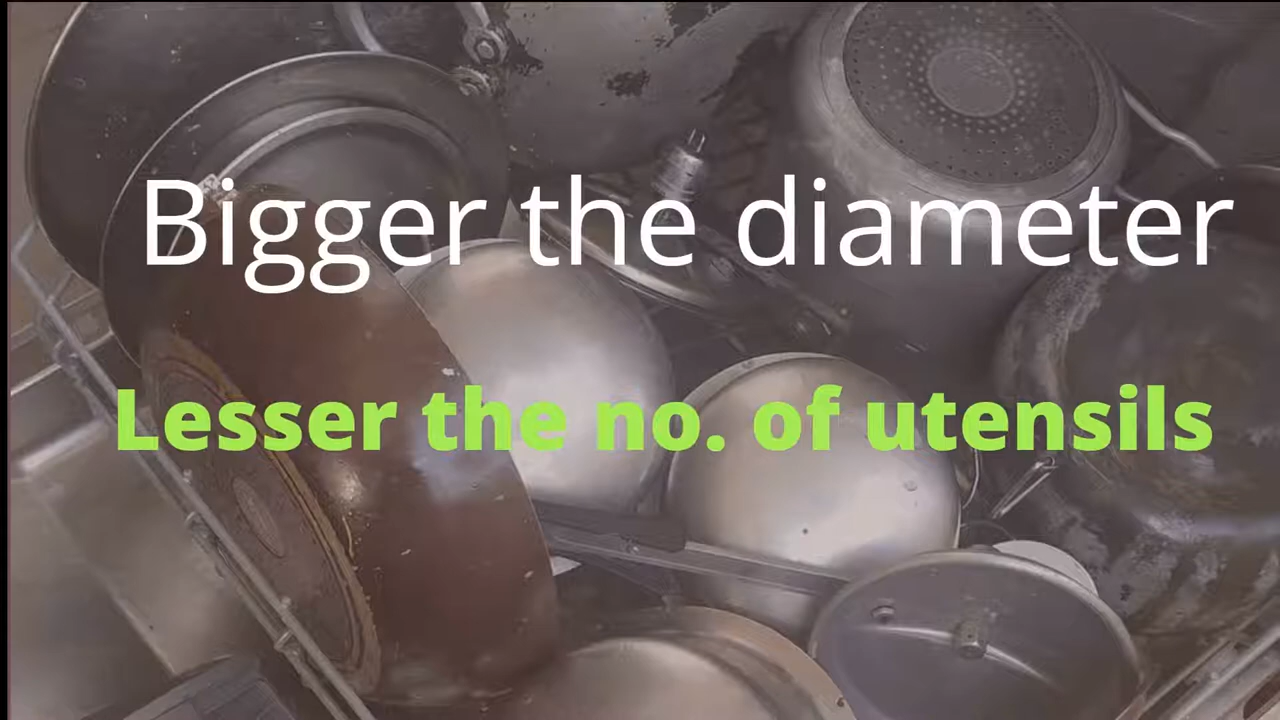 Bigger the diameter
Lesser the no. of utensils